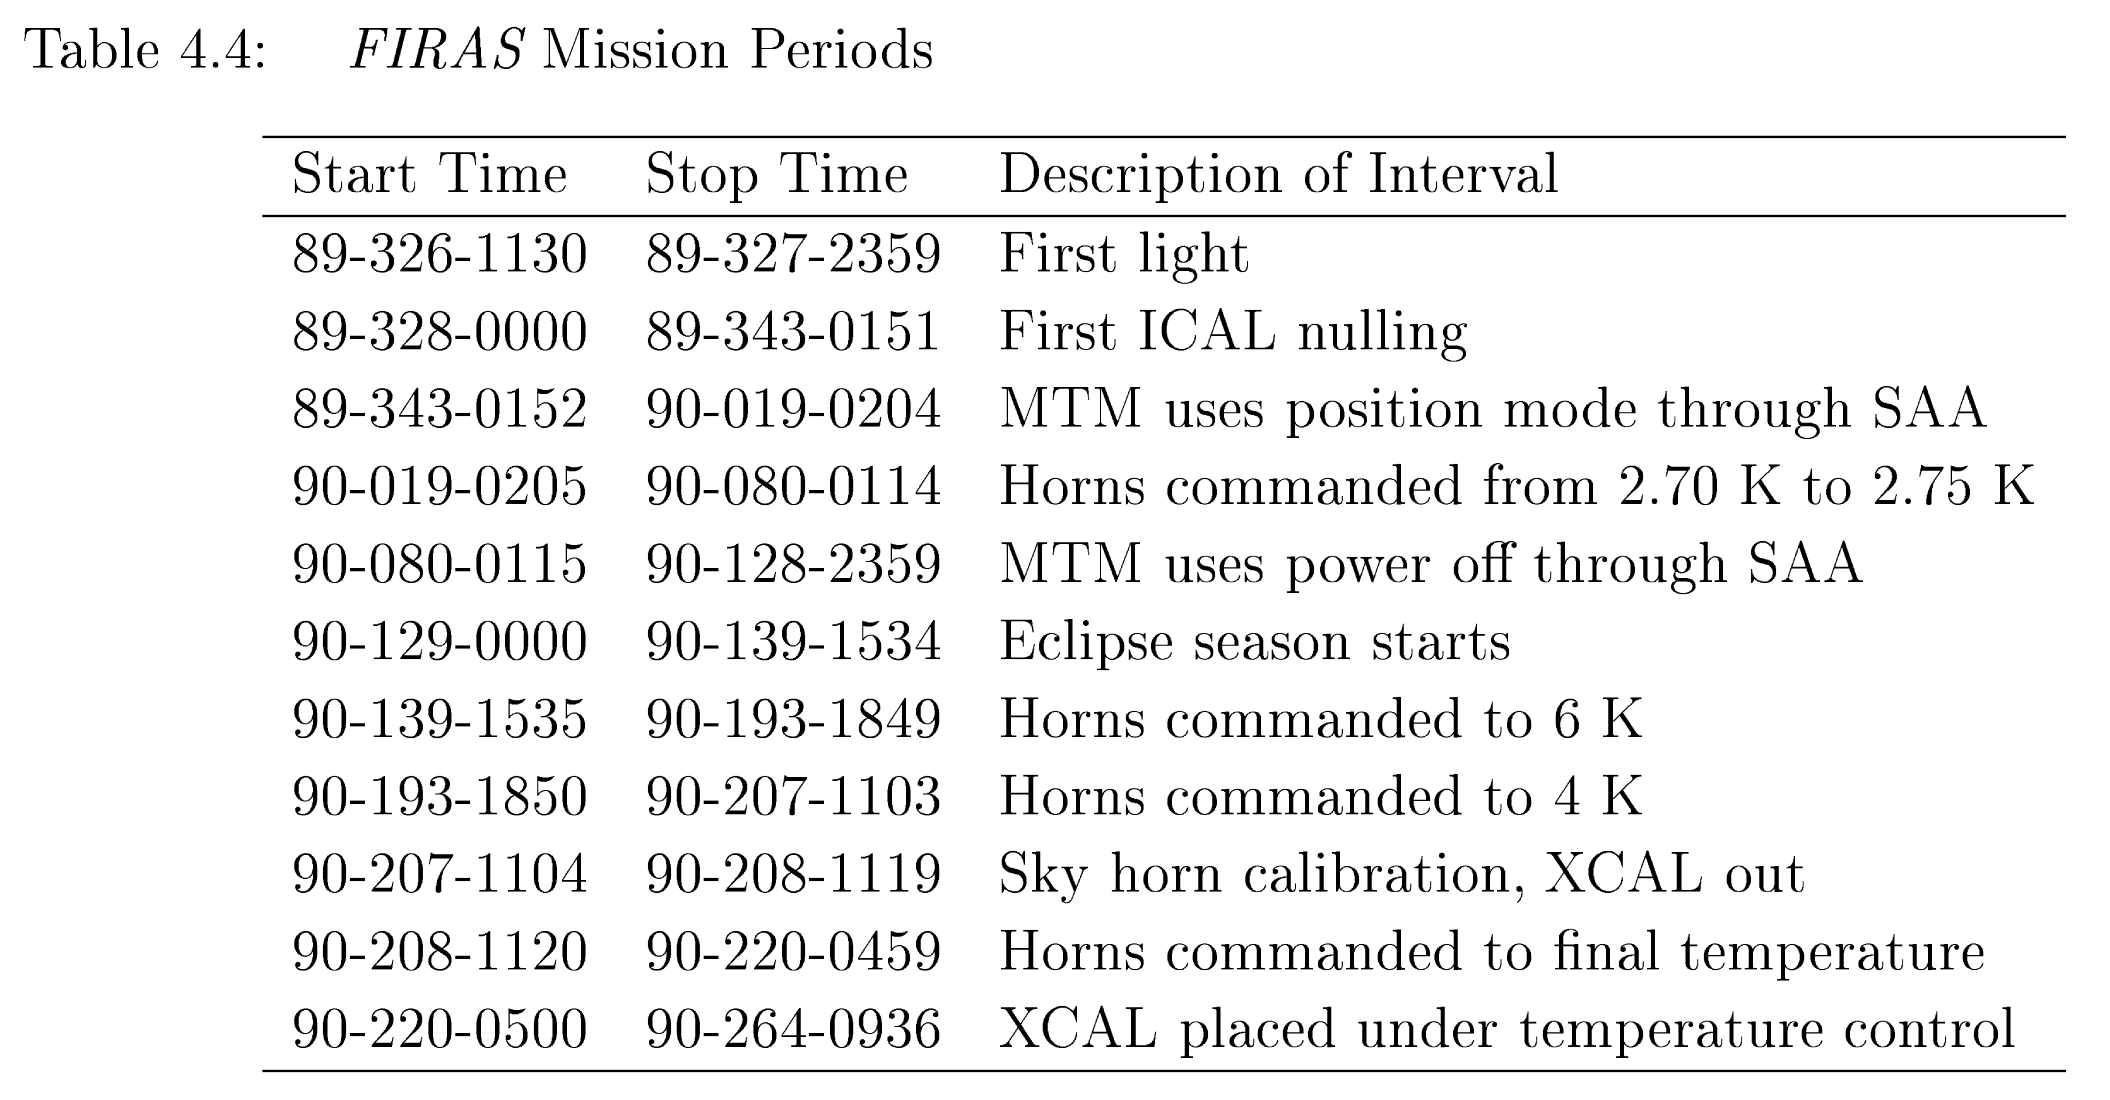 Table 4.4: FIRAS Mission Periods
Start Time Stop Time Description of Interval
89-326-1130 89-327-2359 First light
89-328-0000 89-343-0151 First ICAL nulling
89-343-0152 90-019-0204 MTM uses position mode through SAA
90-019-0205 90-080-0114 Horns commanded from 2.70 K to 2.75 K
90-080-0115 90-128-2359 MTM uses power off through SAA
90-129-0000 90-139-1534 Eclipse season starts
90-139-1535 90-193-1849 Horns commanded to 6 K
90-193-1850 90-207-1103 Horns commanded to 4 K
90-207-1104 90-208-1119 Sky horn calibration, XCAL out
90-208-1120 90-220-0459 Horns commanded to final temperature
90-220-0500 90-264-0936 XCAL placed under temperature control